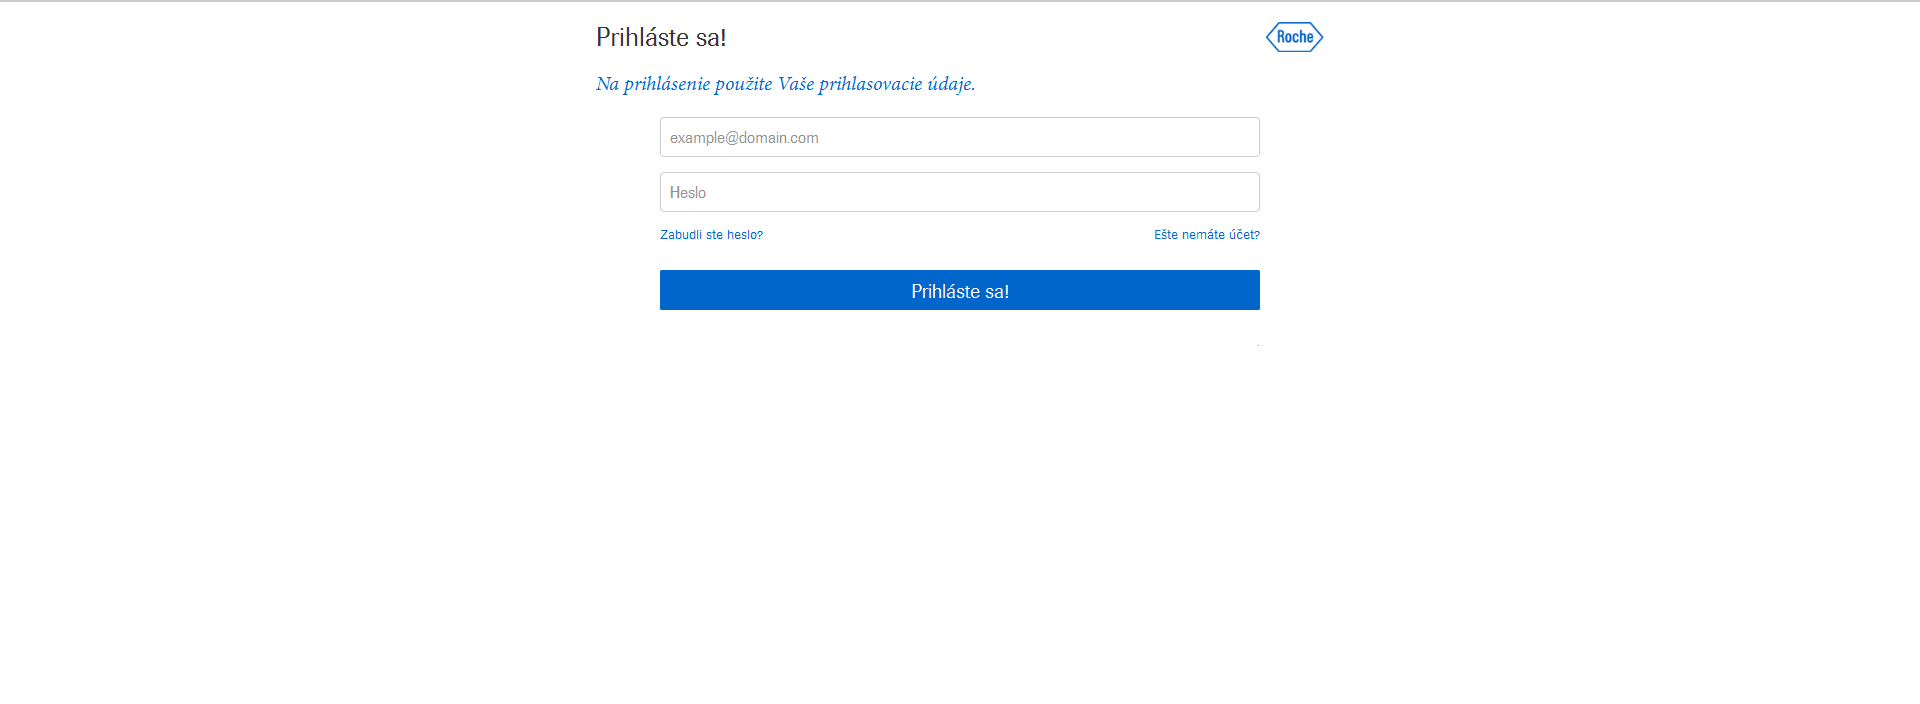 Prihláste sa!
Roche
Na prihlásenie použite Vaše prihlasovacie údaje.
example@domain.com
Heslo
Zabudli ste heslo?
Ešte nemáte účet?
Prihláste sa!